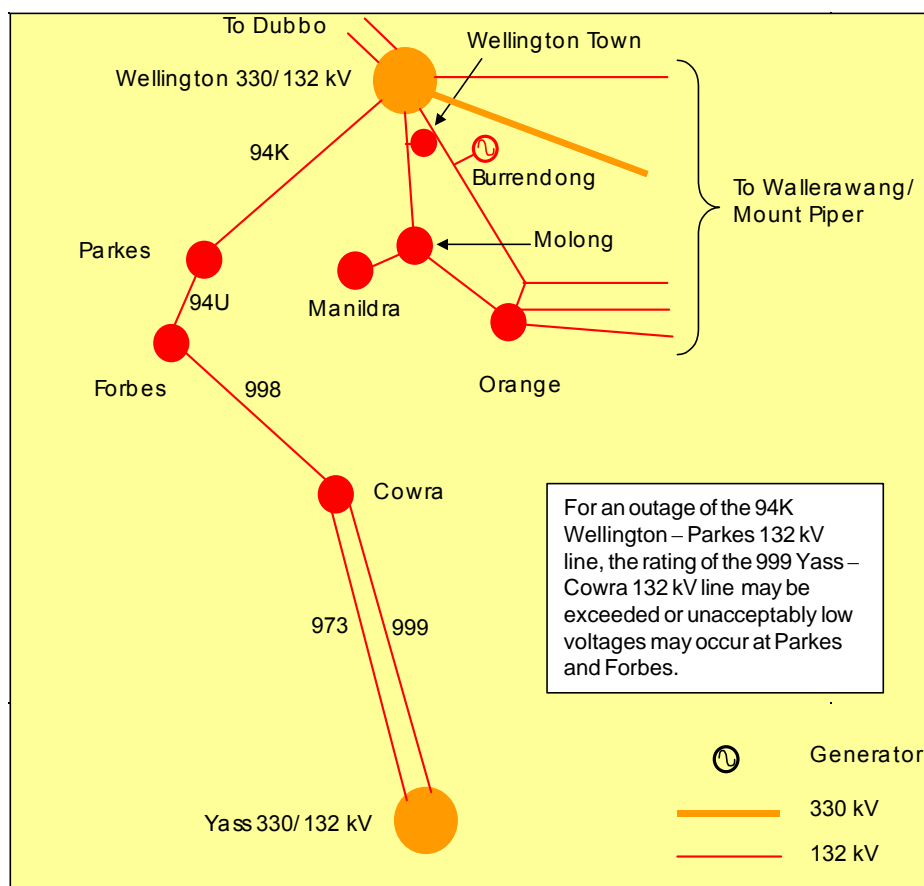 To Dubbo
Wellington Town
Wellington 330/132 kV
94K
Burrendong
To Wallerawang/
Mount Piper
Parkes
Molong
94U
Manildra
Forbes
998
Orange
Cowra
For an outage of the 94K
Wellington – Parkes 132 kV
line, the rating of the 999 Yass –
Cowra 132 kV line may be
exceeded or unacceptably low
voltages may occur at Parkes
and Forbes.
973
999
Generator
Yass 330/132 kV
330 kV
132 kV